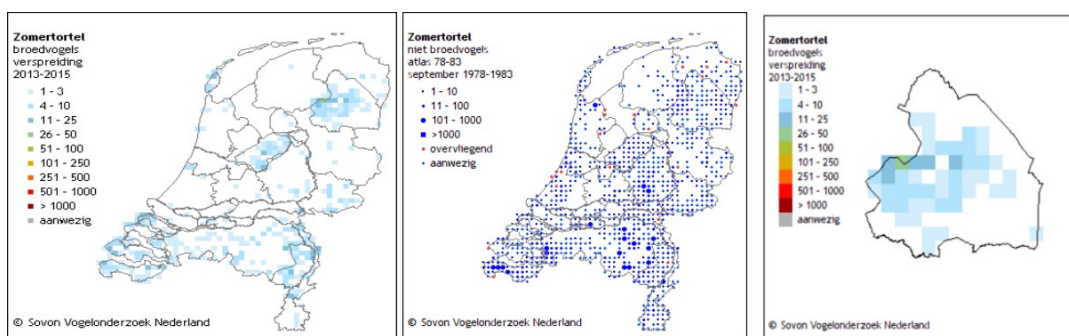 Zomertortel
broedvogels
verspreiding
2013-2015
1 - 3
4 - 10
11 - 25
26 - 50
51 - 100
101 - 250
251 - 500
501 - 1000
> 1000
aanwezig
© Sovon Vogelonderzoek Nederland
Zomertortel
niet broedvogels
atlas 78-83
september 1978-1983
1 - 10
11 - 100
101 - 1000
>1000
overvliegend
aanwezig
© Sovon Vogelonderzoek Nederland
Zomertortel
broedvogels
verspreiding
2013-2015
1 - 3
4 - 10
11 - 25
26 - 50
51 - 100
101 - 250
251 - 500
501 - 1000
> 1000
aanwezig
© Sovon Vogelonderzoek Nederland